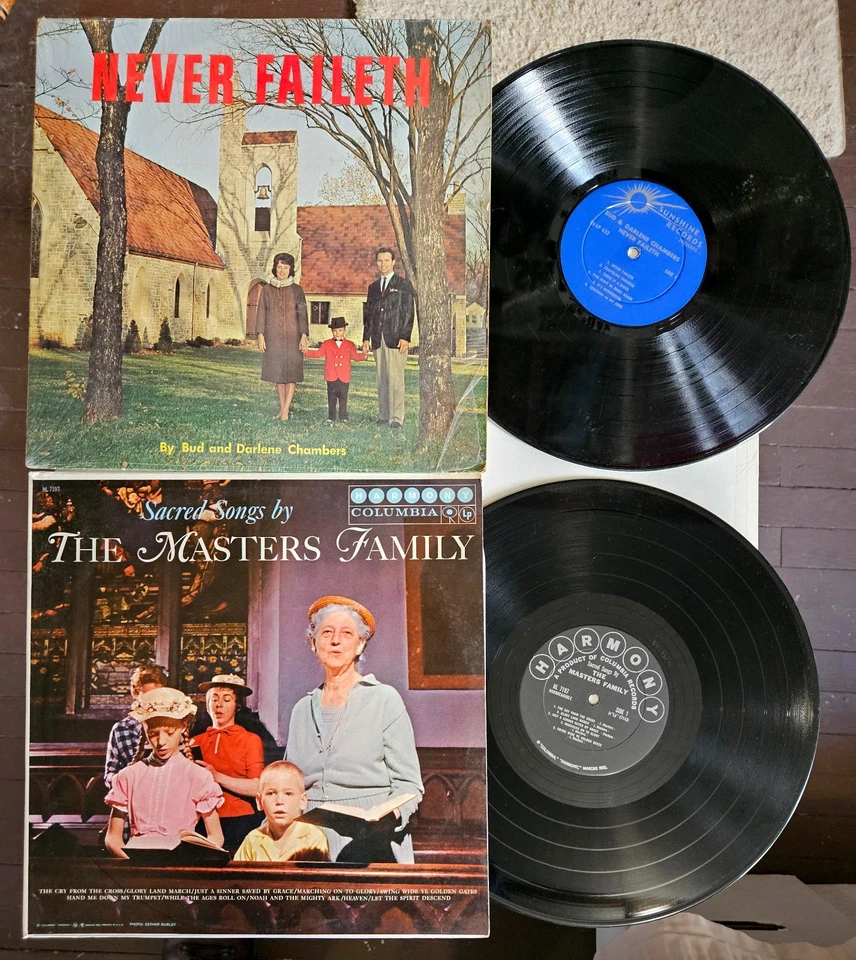 NEVER FAILETH
By Bud and Darlene Chambers
SUNSHINE
RECORDS
BUD & DARLENE CHAMBERS
NEVER FAILETH
HL 7197
Sacred Songs by
HARMONY
COLUMBIA Lp
THE MASTERS FAMILY
THE CRY FROM THE CROSS/GLORY LAND MARCH/JUST A SINNER SAVED BY GRACE/MARCHING ON TO GLORY/SWING WIDE YE GOLDEN GATES
HAND ME DOWN MY TRUMPET/WHILE THE AGES ROLL ON/NOAH AND THE MIGHTY ARK/HEAVEN/LET THE SPIRIT DESCEND
HARMONY
A PRODUCT OF COLUMBIA RECORDS
Sacred Songs by
THE
MASTERS FAMILY
HL 7197
SIDE 1